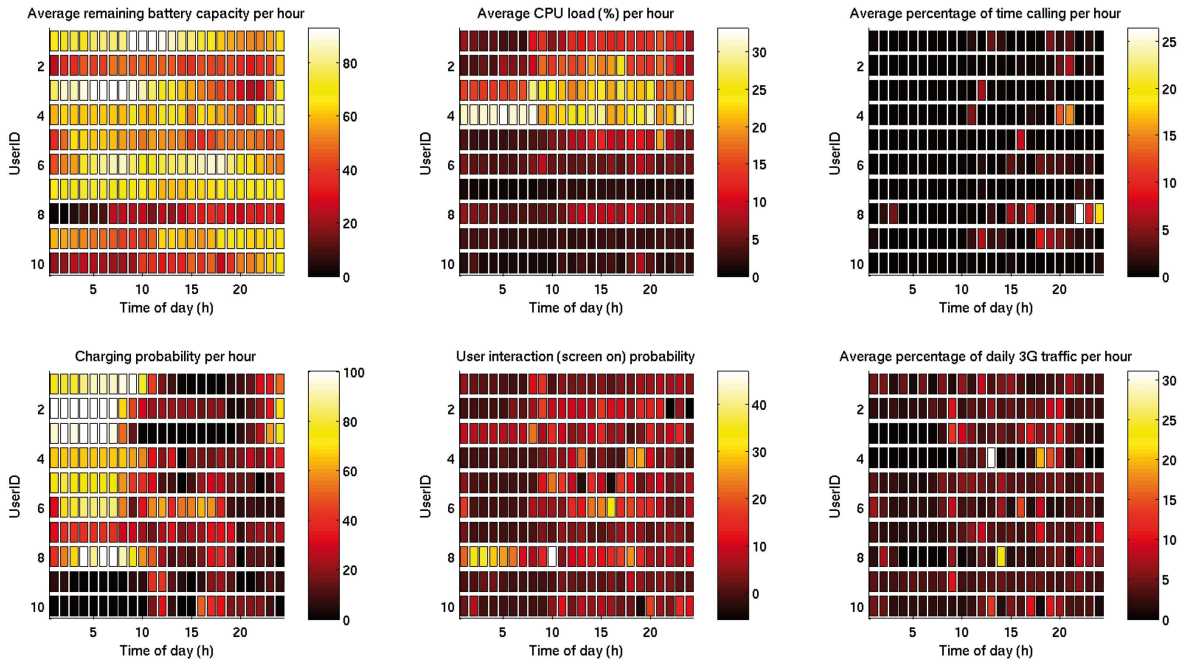 Average remaining battery capacity per hour
UserID
2
4
6
8
10
5 10 15 20
Time of day (h)
80
60
40
20
0
Average CPU load (%) per hour
UserID
2
4
6
8
10
5 10 15 20
Time of day (h)
30
25
20
15
10
5
0
Average percentage of time calling per hour
UserID
2
4
6
8
10
5 10 15 20
Time of day (h)
25
20
15
10
5
0
Charging probability per hour
UserID
2
4
6
8
10
5 10 15 20
Time of day (h)
100
80
60
40
20
0
User interaction (screen on) probability
UserID
2
4
6
8
10
5 10 15 20
Time of day (h)
40
30
20
10
0
Average percentage of daily 3G traffic per hour
UserID
2
4
6
8
10
5 10 15 20
Time of day (h)
30
25
20
15
10
5
0